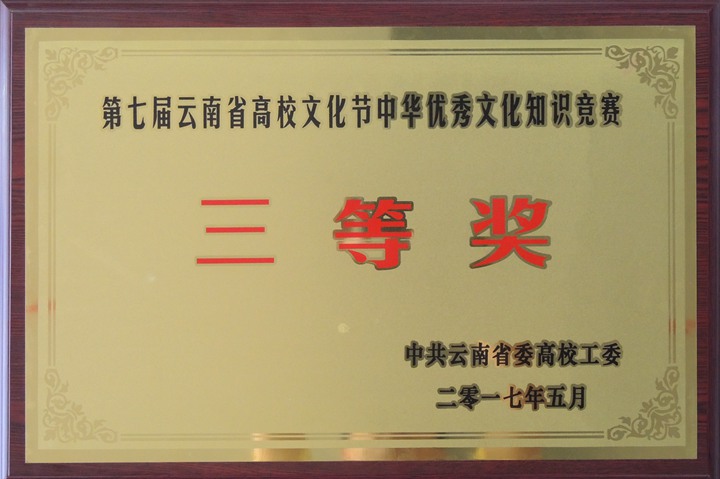 第七届云南省高校文化节中华优秀文化知识竞赛
三等奖
中共云南省委高校工委
二零一七年五月